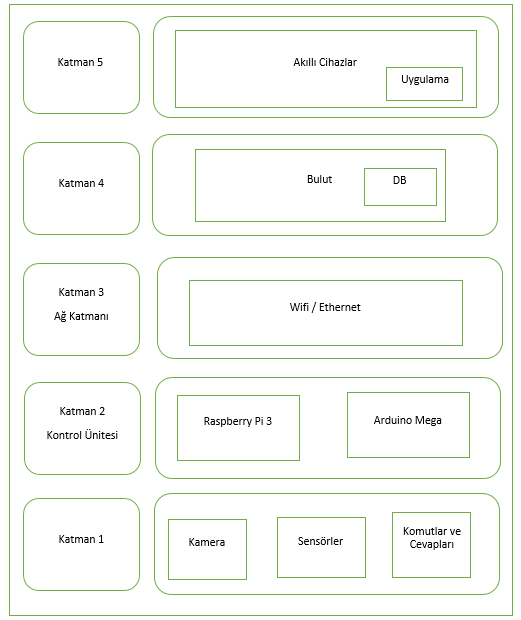 Katman 5
Akıllı Cihazlar
Uygulama
Katman 4
Bulut
DB
Katman 3
Ağ Katmanı
Wifi / Ethernet
Katman 2
Kontrol Ünitesi
Raspberry Pi 3
Arduino Mega
Katman 1
Kamera
Sensörler
Komutlar ve
Cevapları